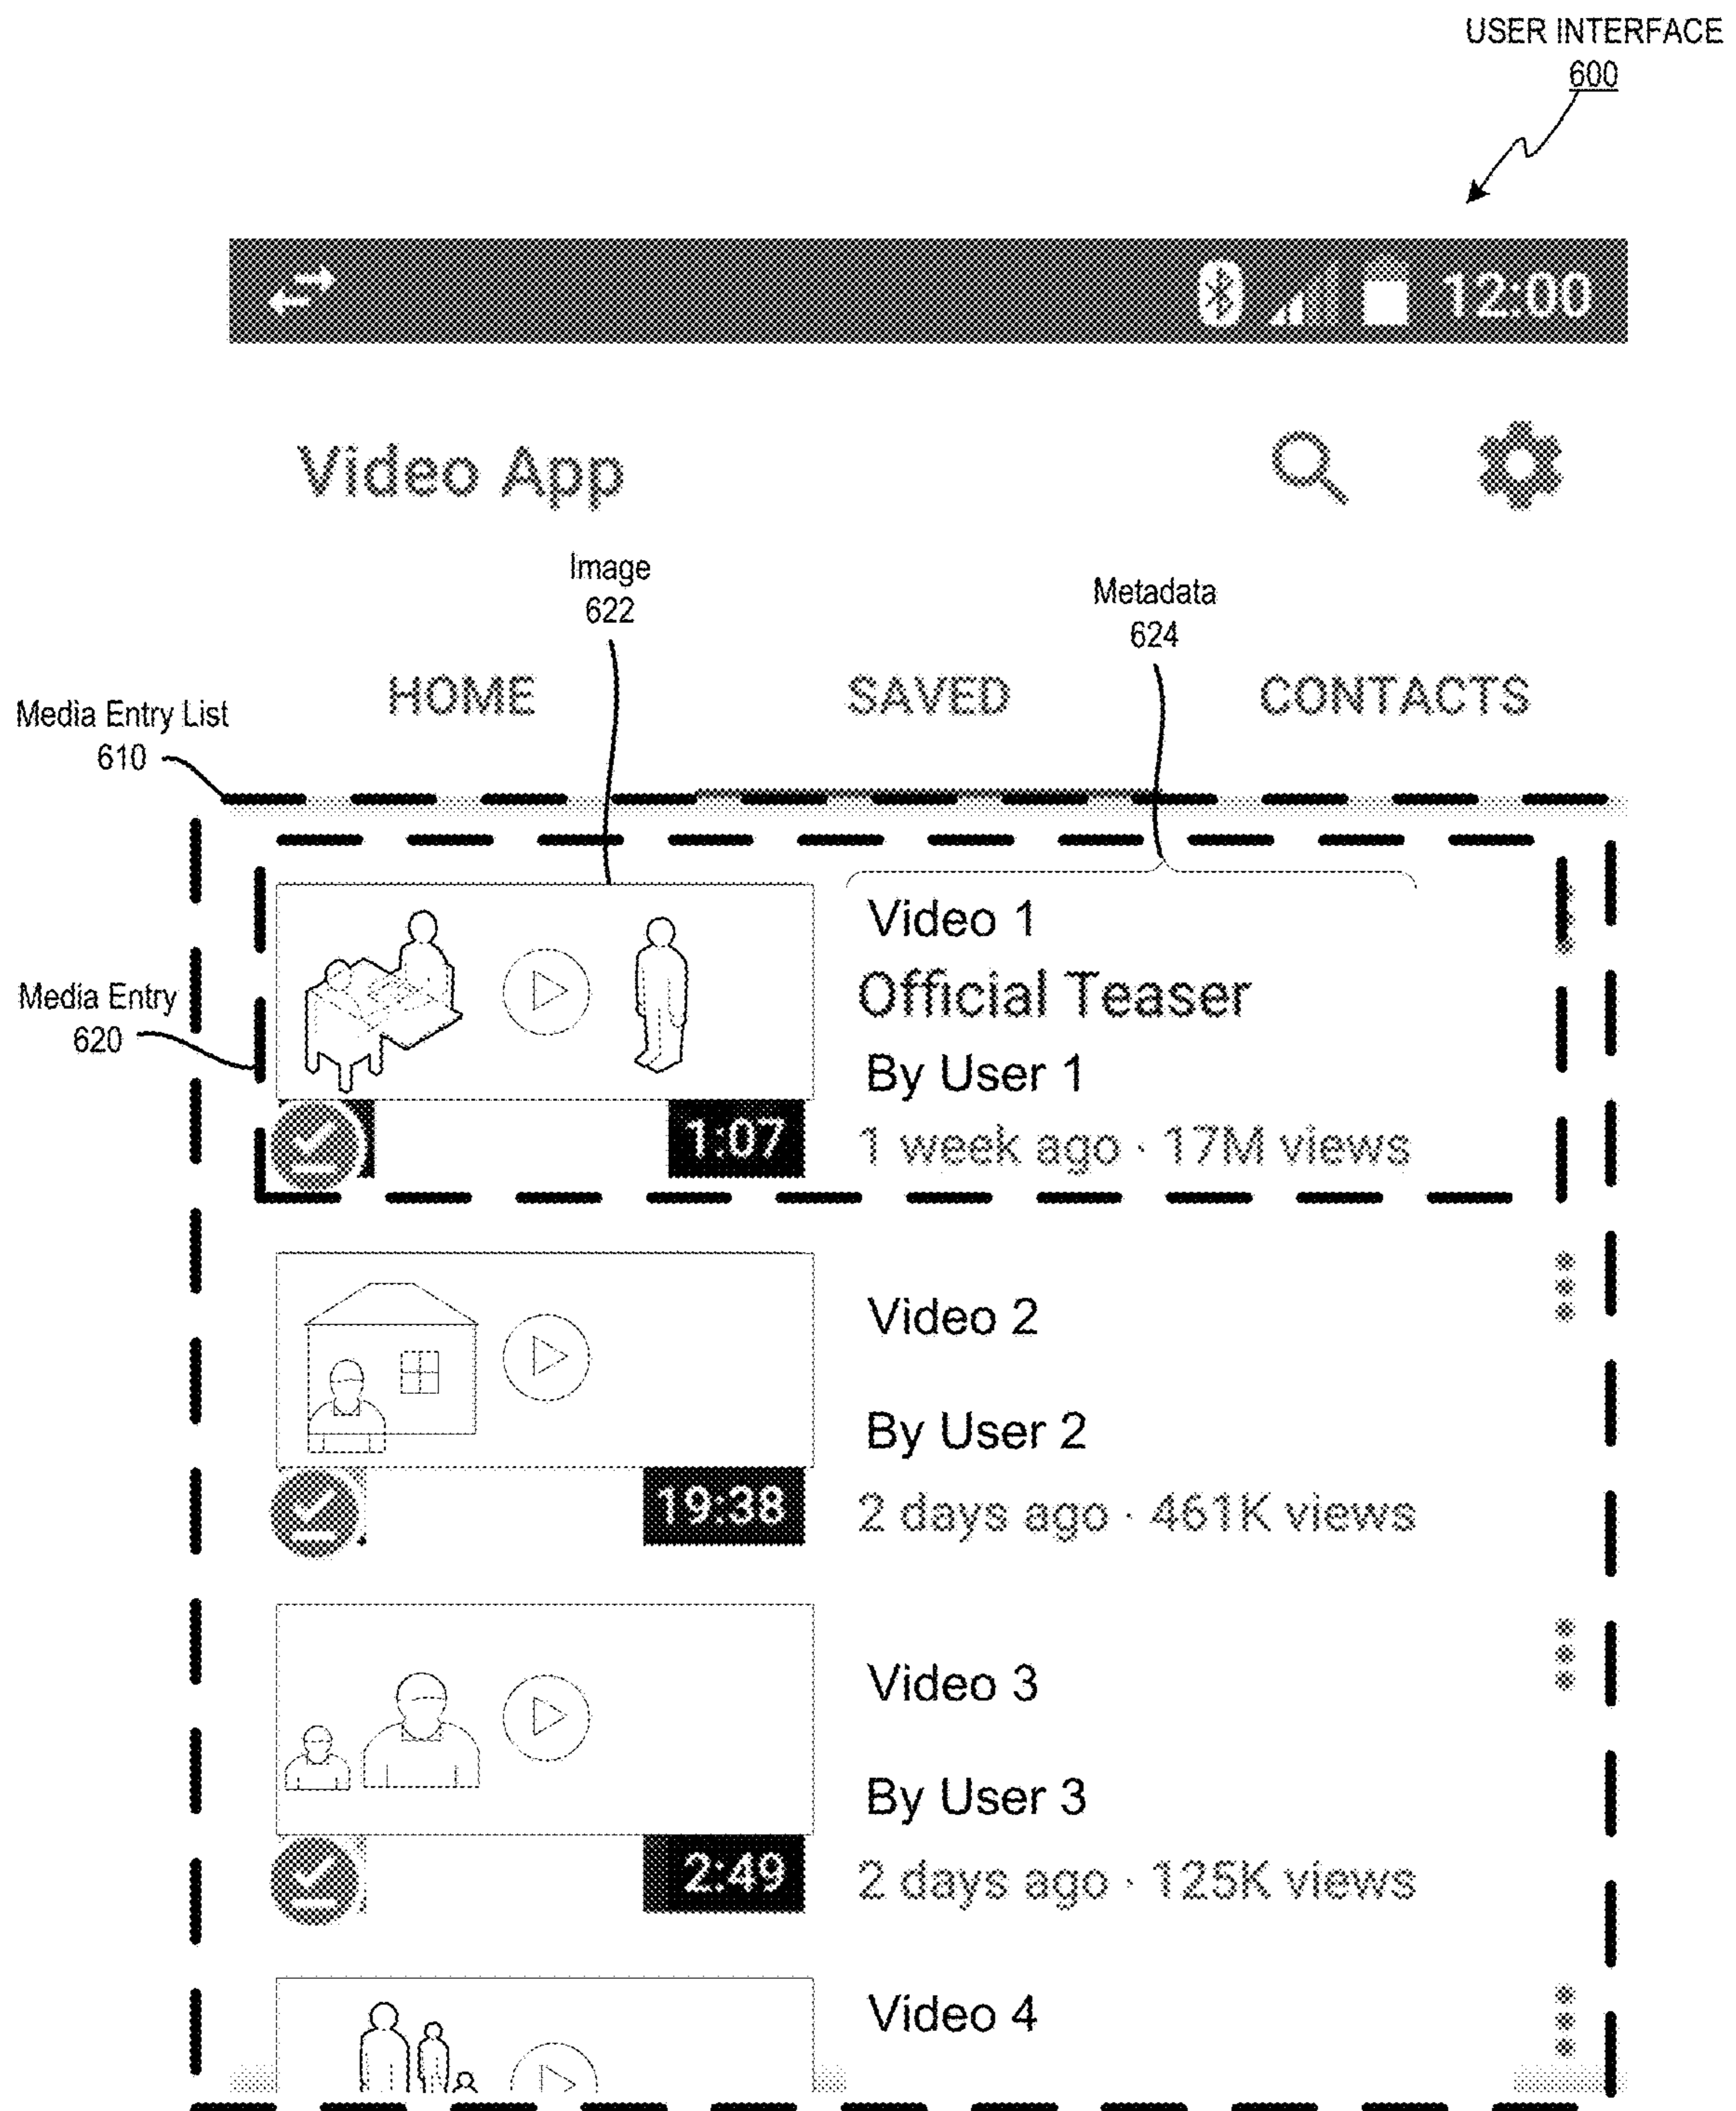 USER INTERFACE
600
12:00
Video App
Image
622
Metadada
624
HOME SAVED CONTACTS
Media Entry List
610
Video 1
Official Teaser
Media Entry
620
By User 1
1:07
1 week ago · 17M views
Video 2
By User 2
19:38
2 days ago · 461K views
Video 3
By User 3
2:49
2 days ago · 125K views
Video 4